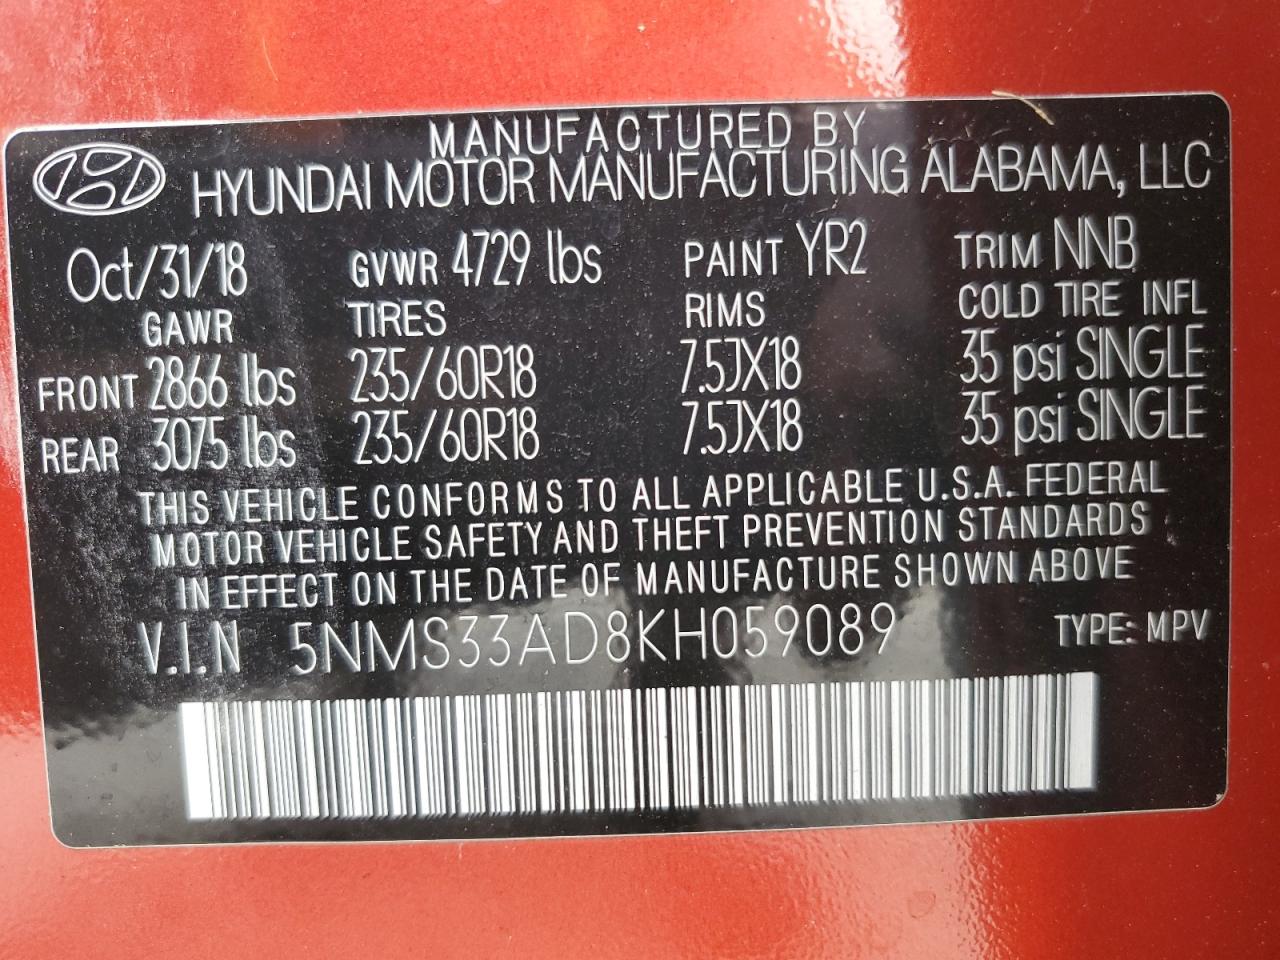 MANUFACTURED BY
HYUNDAI MOTOR MANUFACTURING ALABAMA, LLC
Oct/31/18 GVWR 4729 lbs PAINT YR2 TRIM NNB
GAWR TIRES RIMS COLD TIRE INFL
FRONT 2866 lbs 235/60R18 7.5JX18 35 psi SINGLE
REAR 3075 lbs 235/60R18 7.5JX18 35 psi SINGLE
THIS VEHICLE CONFORMS TO ALL APPLICABLE U.S.A. FEDERAL
MOTOR VEHICLE SAFETY AND THEFT PREVENTION STANDARDS
IN EFFECT ON THE DATE OF MANUFACTURE SHOWN ABOVE
V.I.N 5NMS33AD8KH059089 TYPE: MPV